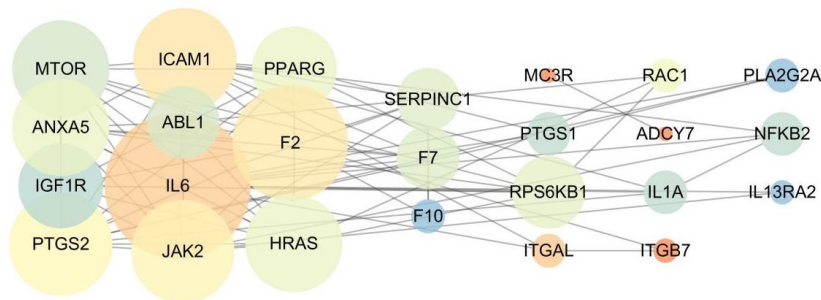 MTOR
ICAM1
PPARG
ANXA5
ABL1
F2
IGF1R
IL6
PTGS2
JAK2
HRAS
SERPINC1
F7
F10
MC3R
RAC1
PLA2G2A
PTGS1
ADCY7
NFKB2
RPS6KB1
IL1A
IL13RA2
ITGAL
ITGB7